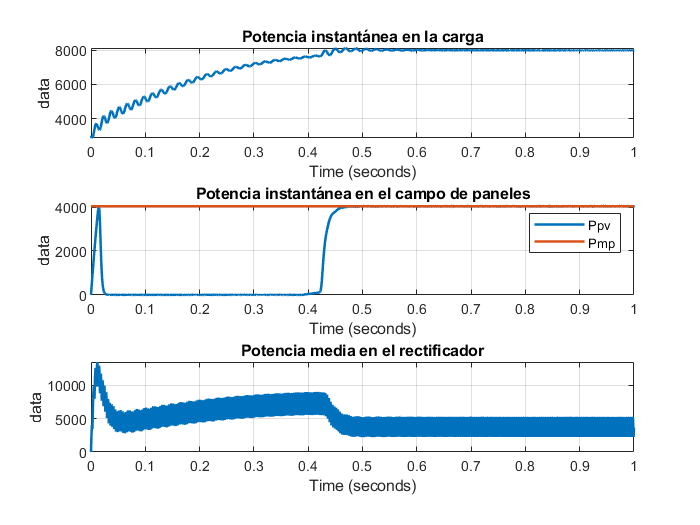 Potencia instantánea en la carga
8000
6000
4000
data
0 0.1 0.2 0.3 0.4 0.5 0.6 0.7 0.8 0.9 1
Time (seconds)
Potencia instantánea en el campo de paneles
4000
2000
0
data
Ppv
Pmp
0 0.1 0.2 0.3 0.4 0.5 0.6 0.7 0.8 0.9 1
Time (seconds)
Potencia media en el rectificador
10000
5000
0
data
0 0.1 0.2 0.3 0.4 0.5 0.6 0.7 0.8 0.9 1
Time (seconds)